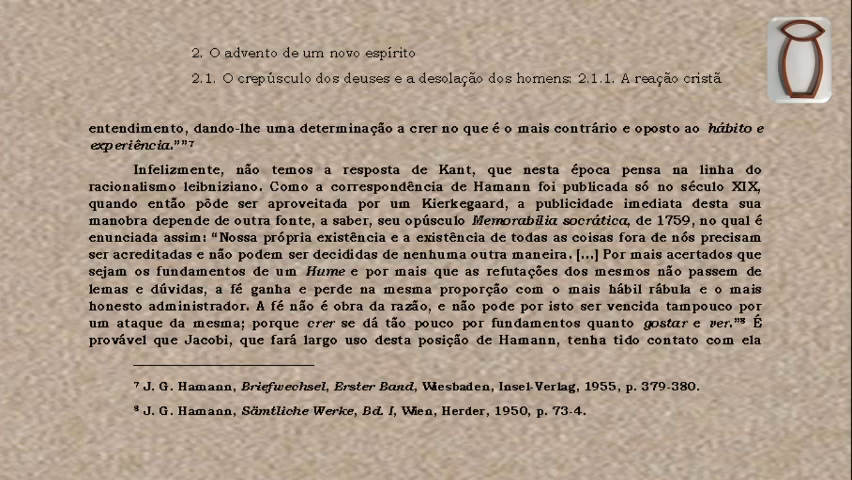 2. O advento de um novo espírito
2.1. O crepúsculo dos deuses e a desolação dos homens: 2.1.1. A reação cristã
entendimento, dando-lhe uma determinação a crer no que é o mais contrário e oposto ao hábito e
experiência.””⁷
Infelizmente, não temos a resposta de Kant, que nesta época pensa na linha do
racionalismo leibniziano. Como a correspondência de Hamann foi publicada só no século XIX,
quando então pôde ser aproveitada por um Kierkegaard, a publicidade imediata desta sua
manobra depende de outra fonte, a saber, seu opúsculo Memorabilia socrática, de 1759, no qual é
enunciada assim: “Nossa própria existência e a existência de todas as coisas fora de nós precisam
ser acreditadas e não podem ser decididas de nenhuma outra maneira. [...] Por mais acertados que
sejam os fundamentos de um Hume e por mais que as refutações dos mesmos não passem de
lemas e dúvidas, a fé ganha e perde na mesma proporção com o mais hábil rábula e o mais
honesto administrador. A fé não é obra da razão, e não pode por isto ser vencida tampouco por
um ataque da mesma; porque crer se dá tão pouco por fundamentos quanto gostar e ver.”⁸ É
provável que Jacobi, que fará largo uso desta posição de Hamann, tenha tido contato com ela
⁷ J. G. Hamann, Briefwechsel, Erster Band, Wiesbaden, Insel-Verlag, 1955, p. 379-380.
⁸ J. G. Hamann, Sämtliche Werke, Bd. I, Wien, Herder, 1950, p. 73-4.